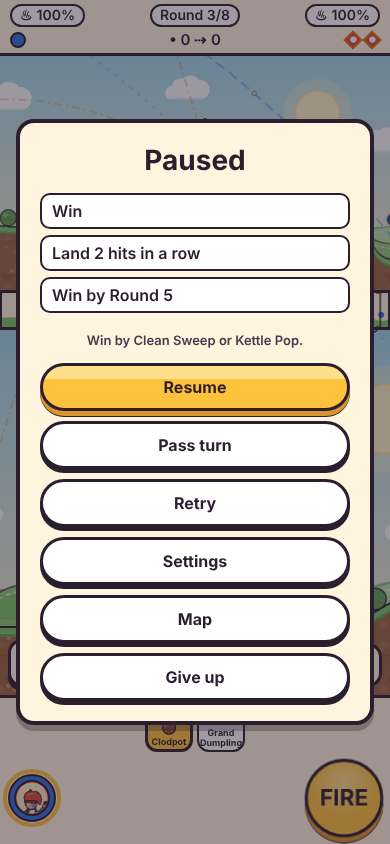 ♨ 100%
Round 3/8
♨ 100%
• 0 ⇢ 0
Paused
Win
Land 2 hits in a row
Win by Round 5
Win by Clean Sweep or Kettle Pop.
Resume
Pass turn
Retry
Settings
Map
Give up
Clodpot
Grand
Dumpling
FIRE